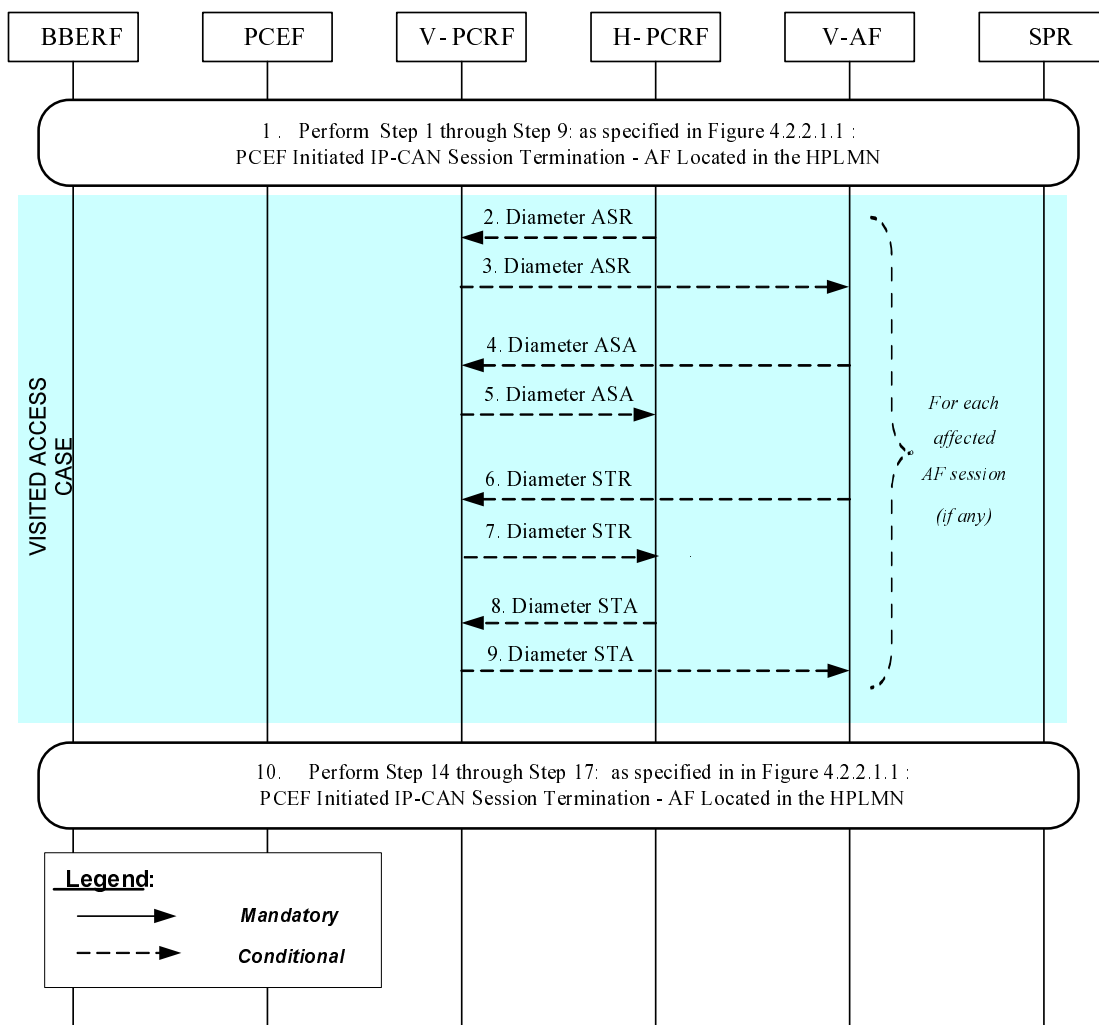 BBERF
PCEF
V- PCRF
H- PCRF
V-AF
SPR
1 . Perform Step 1 through Step 9: as specified in Figure 4.2.2.1.1 :
PCEF Initiated IP-CAN Session Termination - AF Located in the HPLMN
2. Diameter ASR
3. Diameter ASR
4. Diameter ASA
5. Diameter ASA
6. Diameter STR
7. Diameter STR
8. Diameter STA
9. Diameter STA
For each
affected
AF session
(if any)
VISITED ACCESS
CASE
10. Perform Step 14 through Step 17: as specified in in Figure 4.2.2.1.1 :
PCEF Initiated IP-CAN Session Termination - AF Located in the HPLMN
Legend:
Mandatory
Conditional